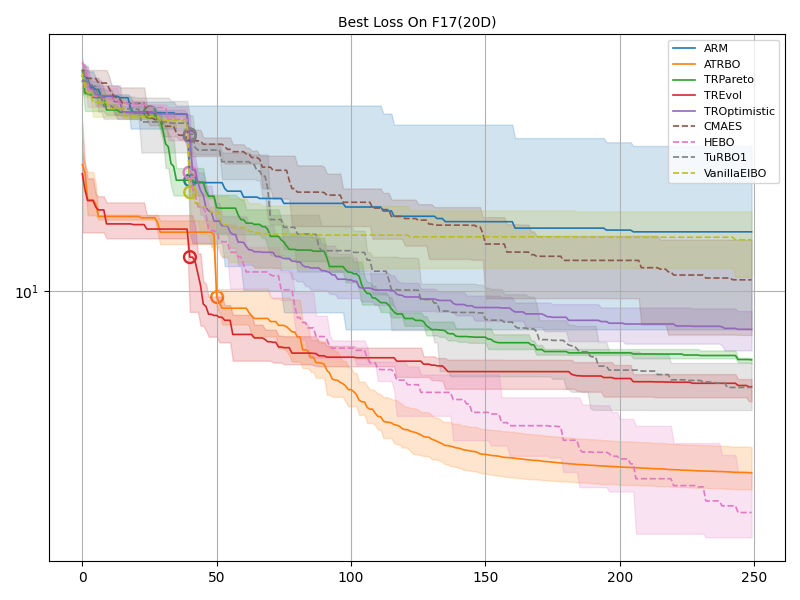 Best Loss On F17(20D)
ARM
ATRBO
TRPareto
TREvol
TROptimistic
CMAES
HEBO
TuRBO1
VanillaEIBO
10¹
0 50 100 150 200 250